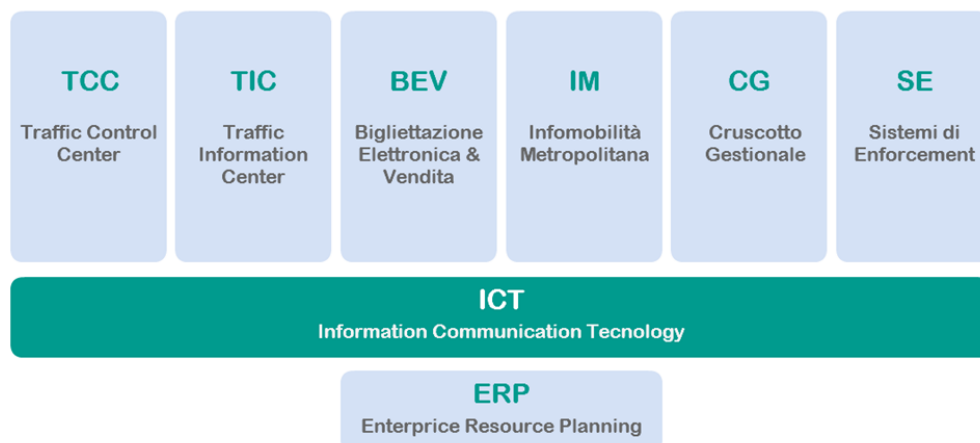 TCC
Traffic Control
Center
TIC
Traffic
Information
Center
BEV
Bigliettazione
Elettronica &
Vendita
IM
Infomobilità
Metropolitana
CG
Cruscotto
Gestionale
SE
Sistemi di
Enforcement
ICT
Information Communication Tecnology
ERP
Enterprice Resource Planning